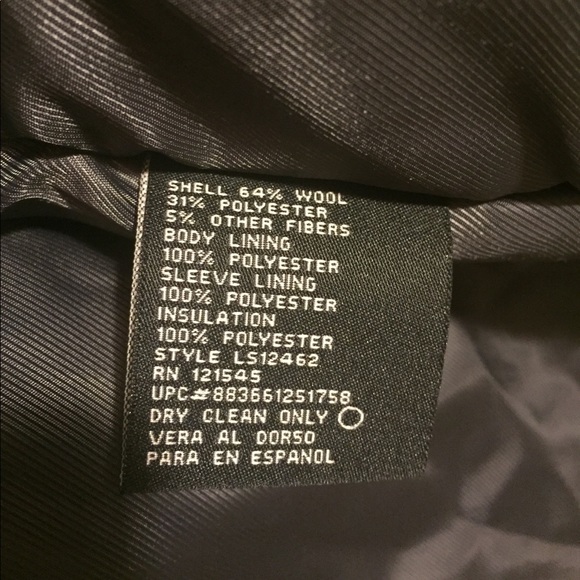 SHELL 64% WOOL
31% POLYESTER
5% OTHER FIBERS
BODY LINING
100% POLYESTER
SLEEVE LINING
100% POLYESTER
INSULATION
100% POLYESTER
STYLE LS12462
RN 121545
UPC#883661251758
DRY CLEAN ONLY
VERA AL DORSO
PARA EN ESPANOL